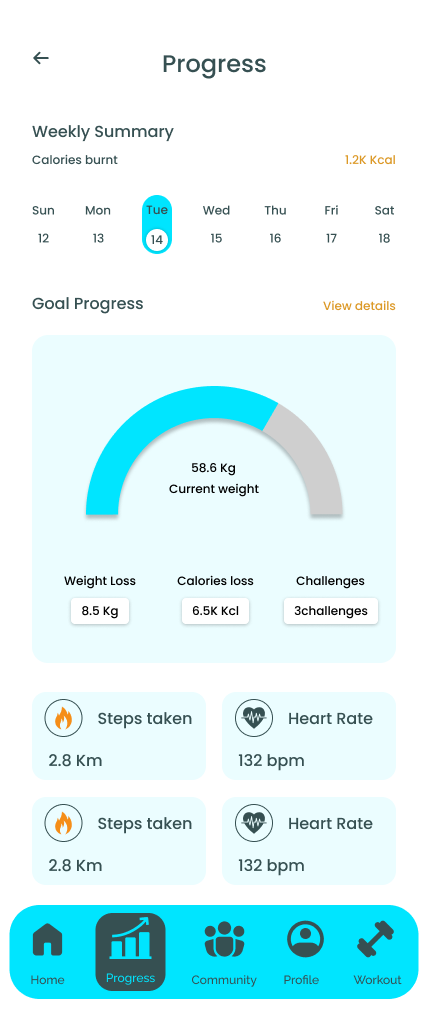 Progress
Weekly Summary
Calories burnt 1.2K Kcal
Sun Mon Tue Wed Thu Fri Sat
12 13 14 15 16 17 18
Goal Progress View details
58.6 Kg
Current weight
Weight Loss Calories loss Challenges
8.5 Kg 6.5K Kcl 3challenges
Steps taken Heart Rate
2.8 Km 132 bpm
Steps taken Heart Rate
2.8 Km 132 bpm
Home Progress Community Profile Workout